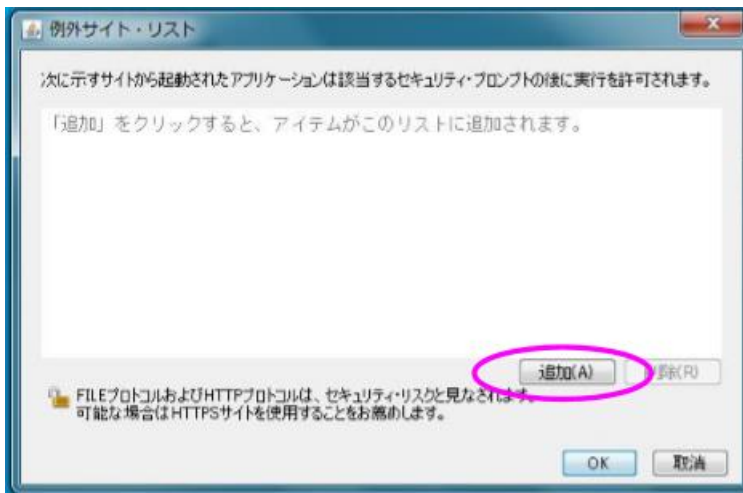 例外サイト・リスト
次に示すサイトから起動されたアプリケーションは該当するセキュリティ・プロンプトの後に実行を許可されます。
「追加」をクリックすると、アイテムがこのリストに追加されます。
追加(A) 削除(R)
FILEプロトコルおよびHTTPプロトコルは、セキュリティ・リスクと見なされます。
可能な場合はHTTPSサイトを使用することをお薦めします。
OK 取消